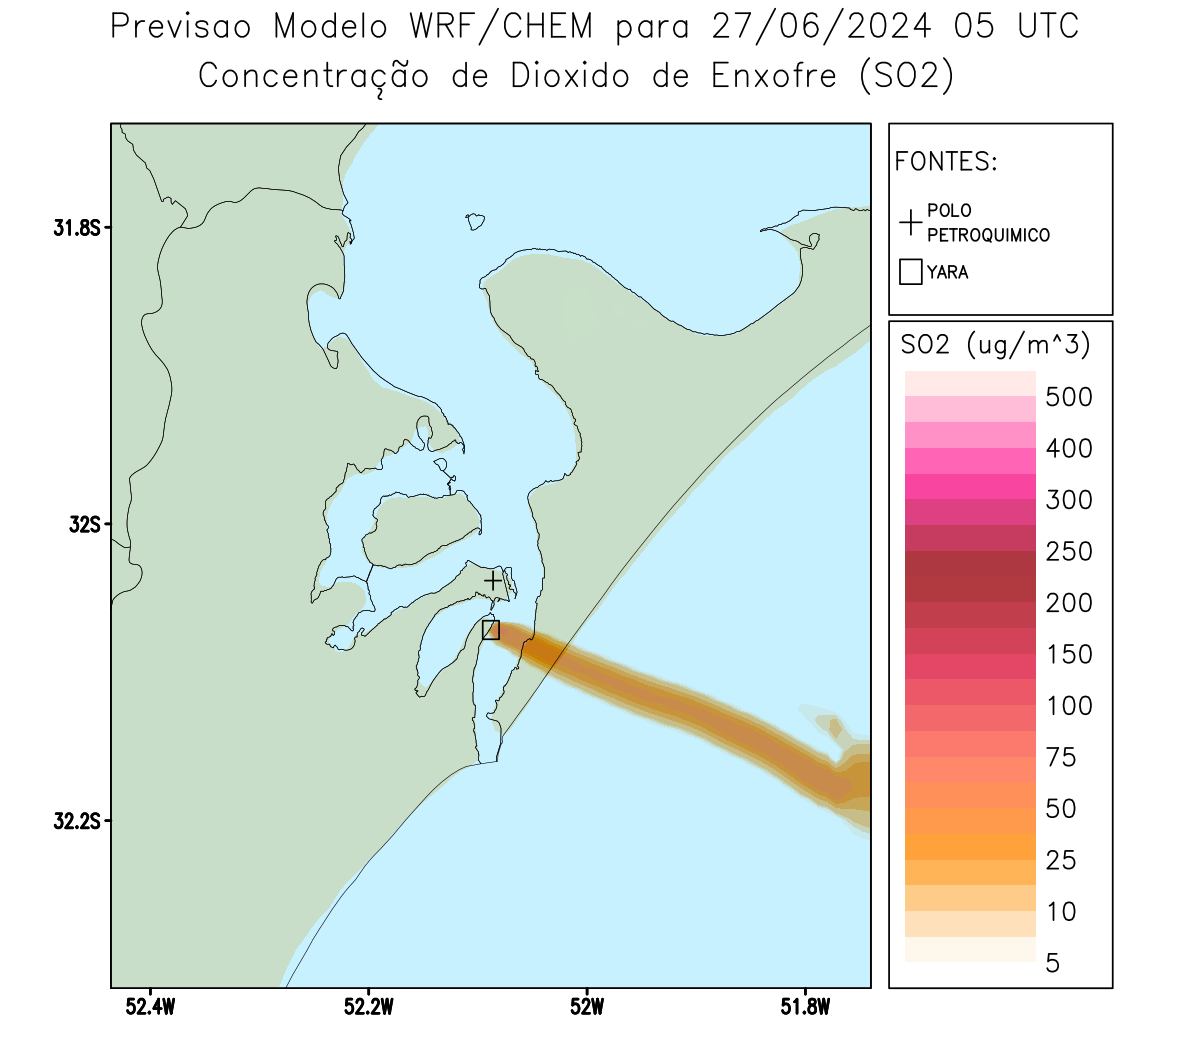 Previsao Modelo WRF/CHEM para 27/06/2024 05 UTC
Concentração de Dioxido de Enxofre (SO2)
FONTES:
POLO
PETROQUIMICO
YARA
31.8S
32S
32.2S
52.4W
52.2W
52W
51.8W
SO2 (ug/m^3)
500
400
300
250
200
150
100
75
50
25
10
5